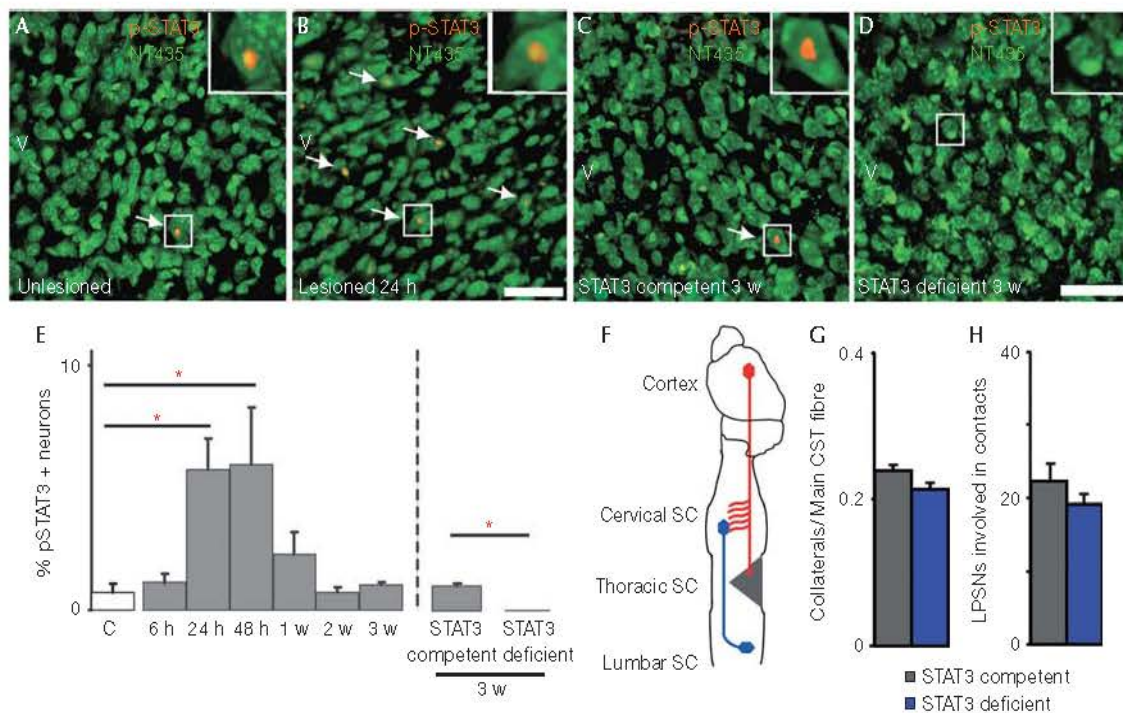 A
p-STAT3
NT435
V
Unlesioned
B
p-STAT3
NT435
V
Lesioned 24 h
C
p-STAT3
NT435
V
STAT3 competent 3 w
D
p-STAT3
NT435
V
STAT3 deficient 3 w
E
% pSTAT3 + neurons
10
0
*
*
*
C 6 h 24 h 48 h 1 w 2 w 3 w
STAT3 STAT3
competent deficient
3 w
F
Cortex
Cervical SC
Thoracic SC
Lumbar SC
G
Collaterals/ Main CST fibre
0.4
0.2
0
H
LPSNs involved in contacts
40
20
0
STAT3 competent
STAT3 deficient